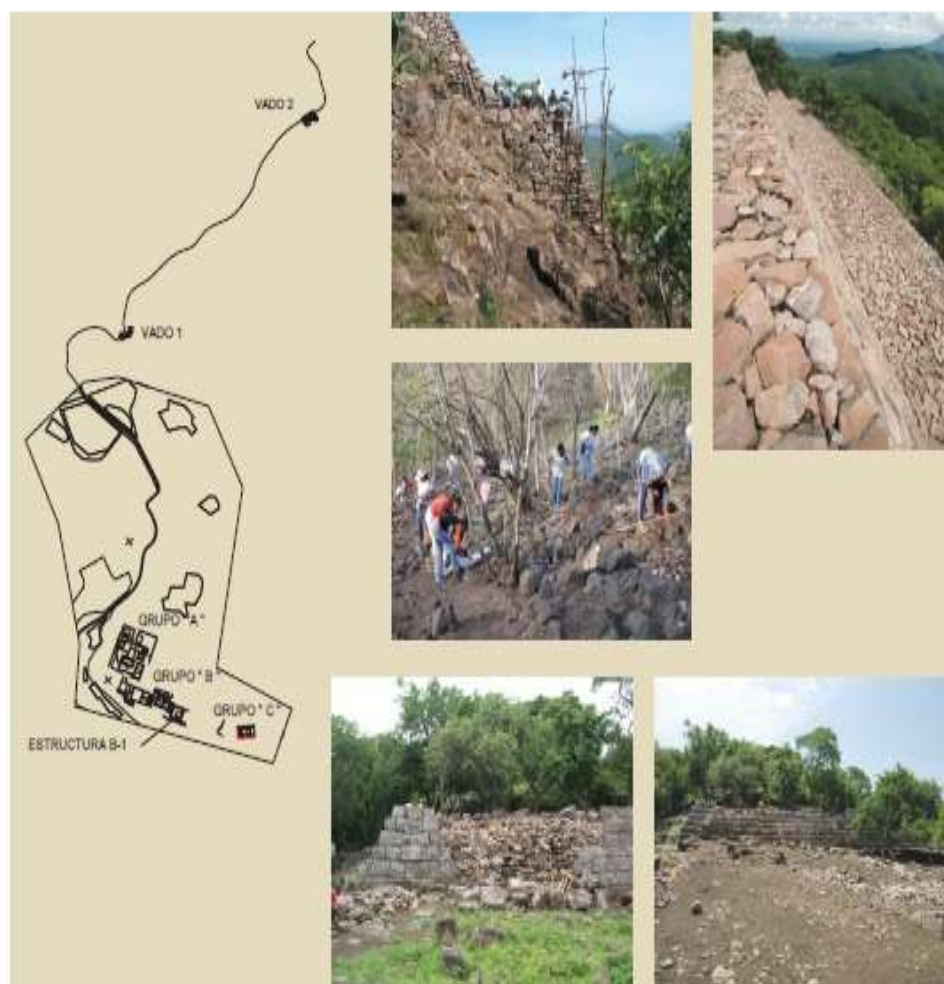 VADO 2
VADO 1
GRUPO "A"
GRUPO "B"
GRUPO "C"
ESTRUCTURA B-1